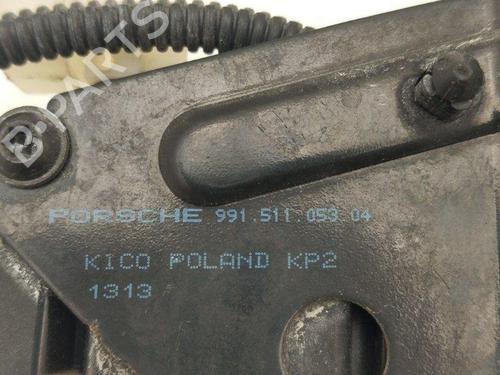 B-PARTS
PORSCHE 991.511.053 04
KICO POLAND KP2
1313